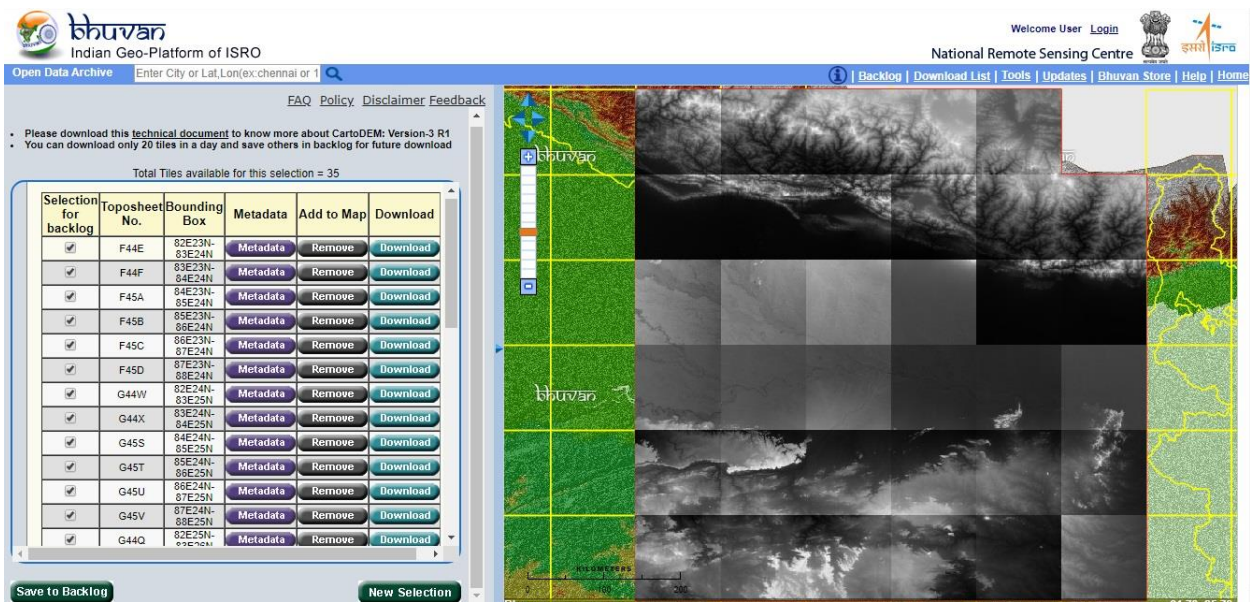 bhuvan
Indian Geo-Platform of ISRO
Welcome User Login
National Remote Sensing Centre
इसरो isro
Open Data Archive Enter City or Lat,Lon(ex:chennai or 1
| Backlog | Download List | Tools | Updates | Bhuvan Store | Help | Home
FAQ Policy Disclaimer Feedback
• Please download this technical document to know more about CartoDEM: Version-3 R1
• You can download only 20 tiles in a day and save others in backlog for future download
Total Tiles available for this selection = 35
Selection for backlog Toposheet No. Bounding Box Metadata Add to Map Download
F44E 82E23N-83E24N Metadata Remove Download
F44F 83E23N-84E24N Metadata Remove Download
F45A 84E23N-85E24N Metadata Remove Download
F45B 85E23N-86E24N Metadata Remove Download
F45C 86E23N-87E24N Metadata Remove Download
F45D 87E23N-88E24N Metadata Remove Download
G44W 82E24N-83E25N Metadata Remove Download
G44X 83E24N-84E25N Metadata Remove Download
G45S 84E24N-85E25N Metadata Remove Download
G45T 85E24N-86E25N Metadata Remove Download
G45U 86E24N-87E25N Metadata Remove Download
G45V 87E24N-88E25N Metadata Remove Download
G44Q 82E25N- Metadata Remove Download
Save to Backlog New Selection
bhuvan
bhuvan
KILOMETERS
0 100 200